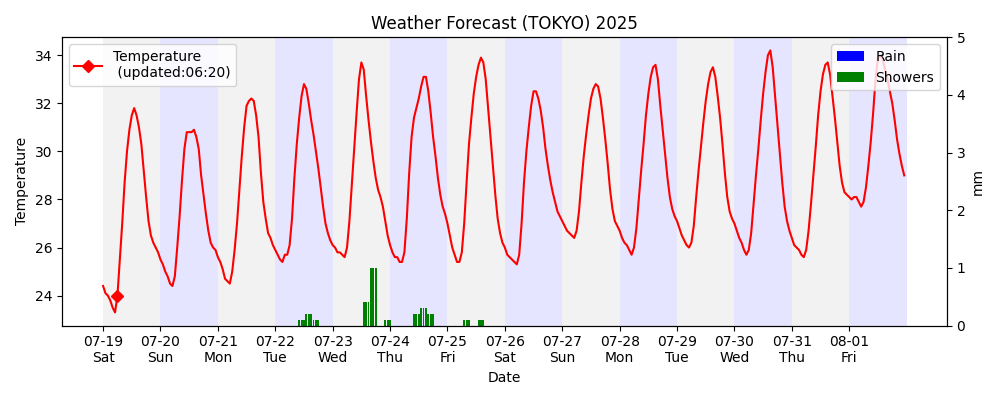 Weather Forecast (TOKYO) 2025
Temperature
(updated:06:20)
Rain
Showers
Temperature
34
32
30
28
26
24
5
4
3
2
1
0
mm
07-19 07-20 07-21 07-22 07-23 07-24 07-25 07-26 07-27 07-28 07-29 07-30 07-31 08-01
Sat Sun Mon Tue Wed Thu Fri Sat Sun Mon Tue Wed Thu Fri
Date